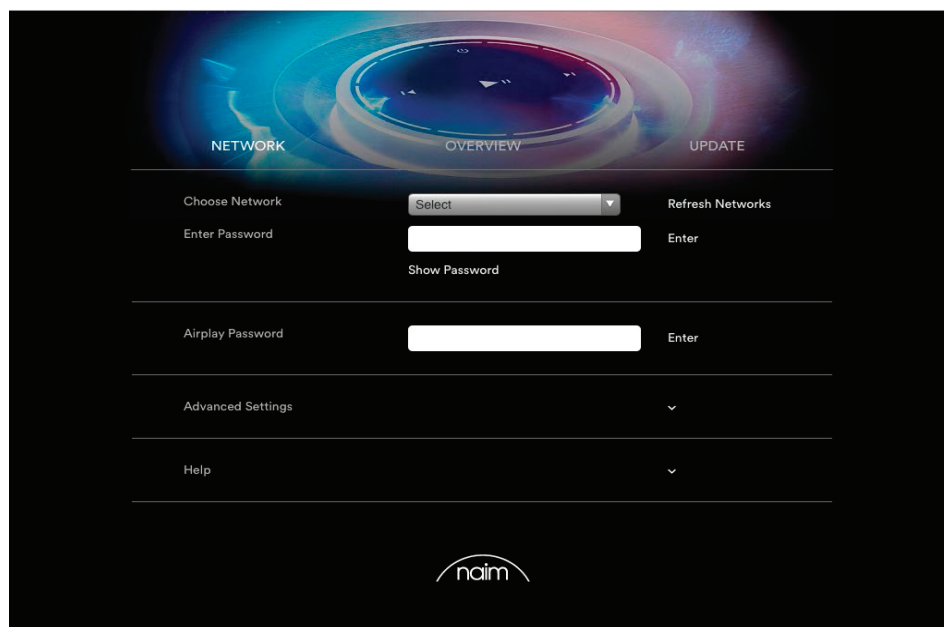 NETWORK OVERVIEW UPDATE
Choose Network Select Refresh Networks
Enter Password Enter
Show Password
Airplay Password Enter
Advanced Settings
Help
naim